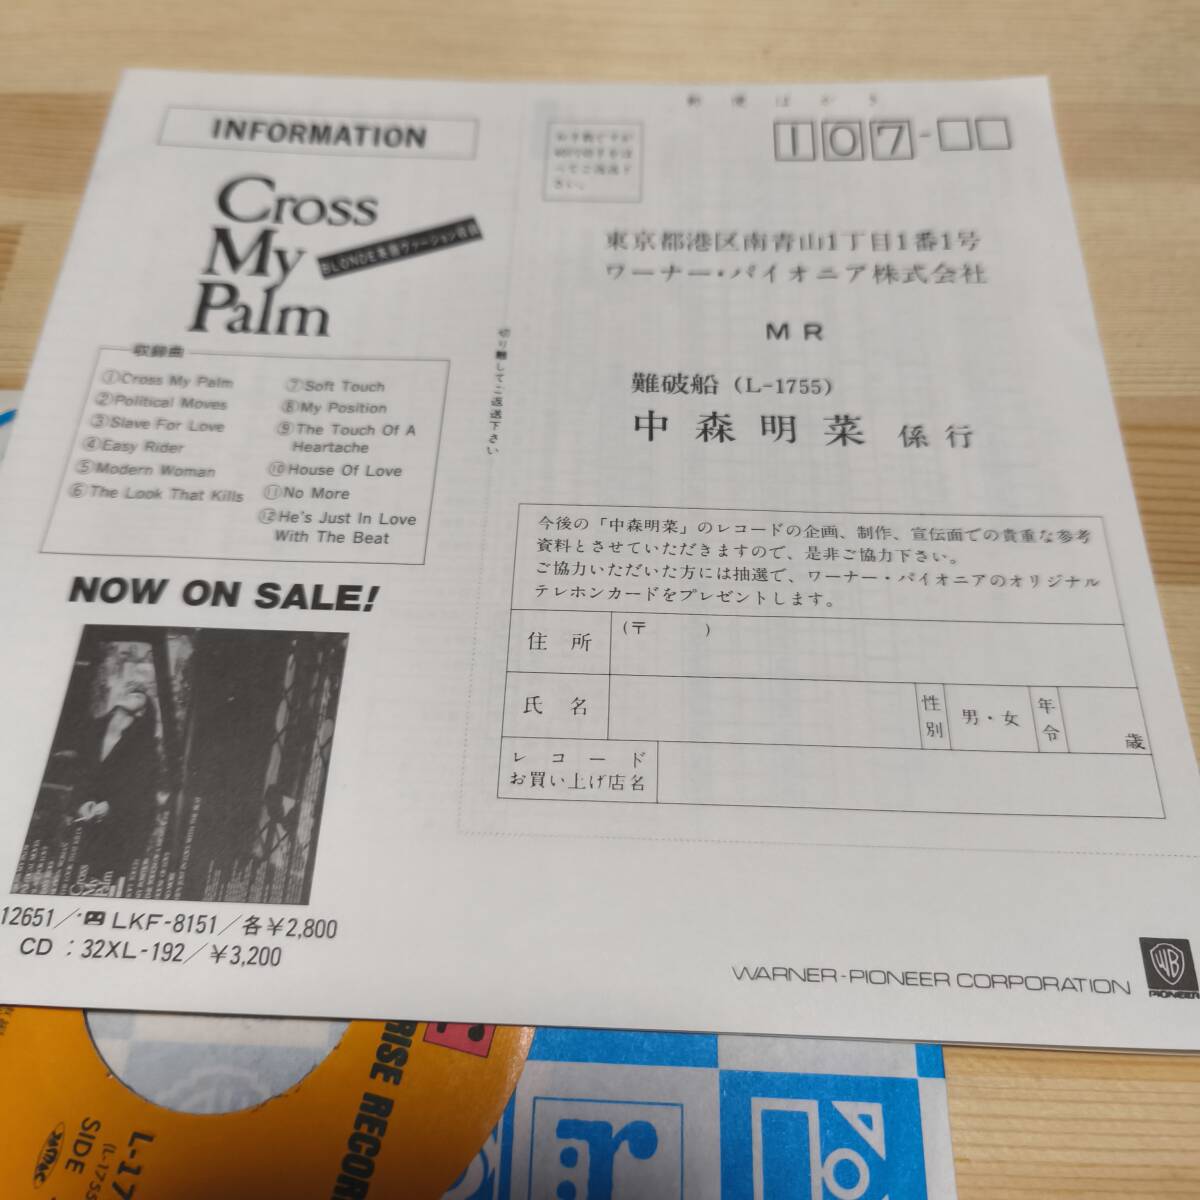 INFORMATION
Cross
My
Palm
BLONDE英語ヴァージョン収録
収録曲
①Cross My Palm
②Political Moves
③Slave For Love
④Easy Rider
⑤Modern Woman
⑥The Look That Kills
⑦Soft Touch
⑧My Position
⑨The Touch Of A
Heartache
⑩House Of Love
⑪No More
⑫He's Just In Love
With The Beat
NOW ON SALE!
Cross
My
Palm
12651/ LKF-8151/各¥2,800
CD:32XL-192/¥3,200
切り離してご返送下さい
郵便はがき
107-
東京都港区南青山1丁目1番1号
ワーナー・パイオニア株式会社
MR
難破船(L-1755)
中森明菜 係行
今後の「中森明菜」のレコードの企画、制作、宣伝面での貴重な参考
資料とさせていただきますので、是非ご協力下さい。
ご協力いただいた方には抽選で、ワーナー・パイオニアのオリジナル
テレホンカードをプレゼントします。
住所
(〒 )
氏名
性別
男・女
年令
歳
レコード
お買い上げ店名
WARNER-PIONEER CORPORATION
WB
PIONEER
RISE RECOR
L-17
(L-1755
SIDE
r